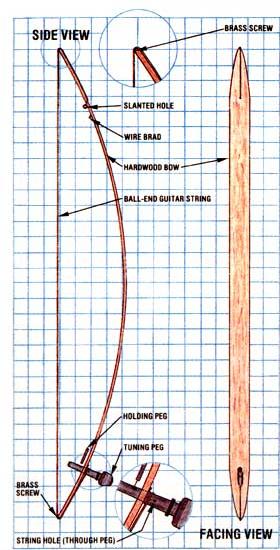 SIDE VIEW
BRASS SCREW
SLANTED HOLE
WIRE BRAD
HARDWOOD BOW
BALL-END GUITAR STRING
HOLDING PEG
TUNING PEG
BRASS
SCREW
STRING HOLE (THROUGH PEG)
FACING VIEW